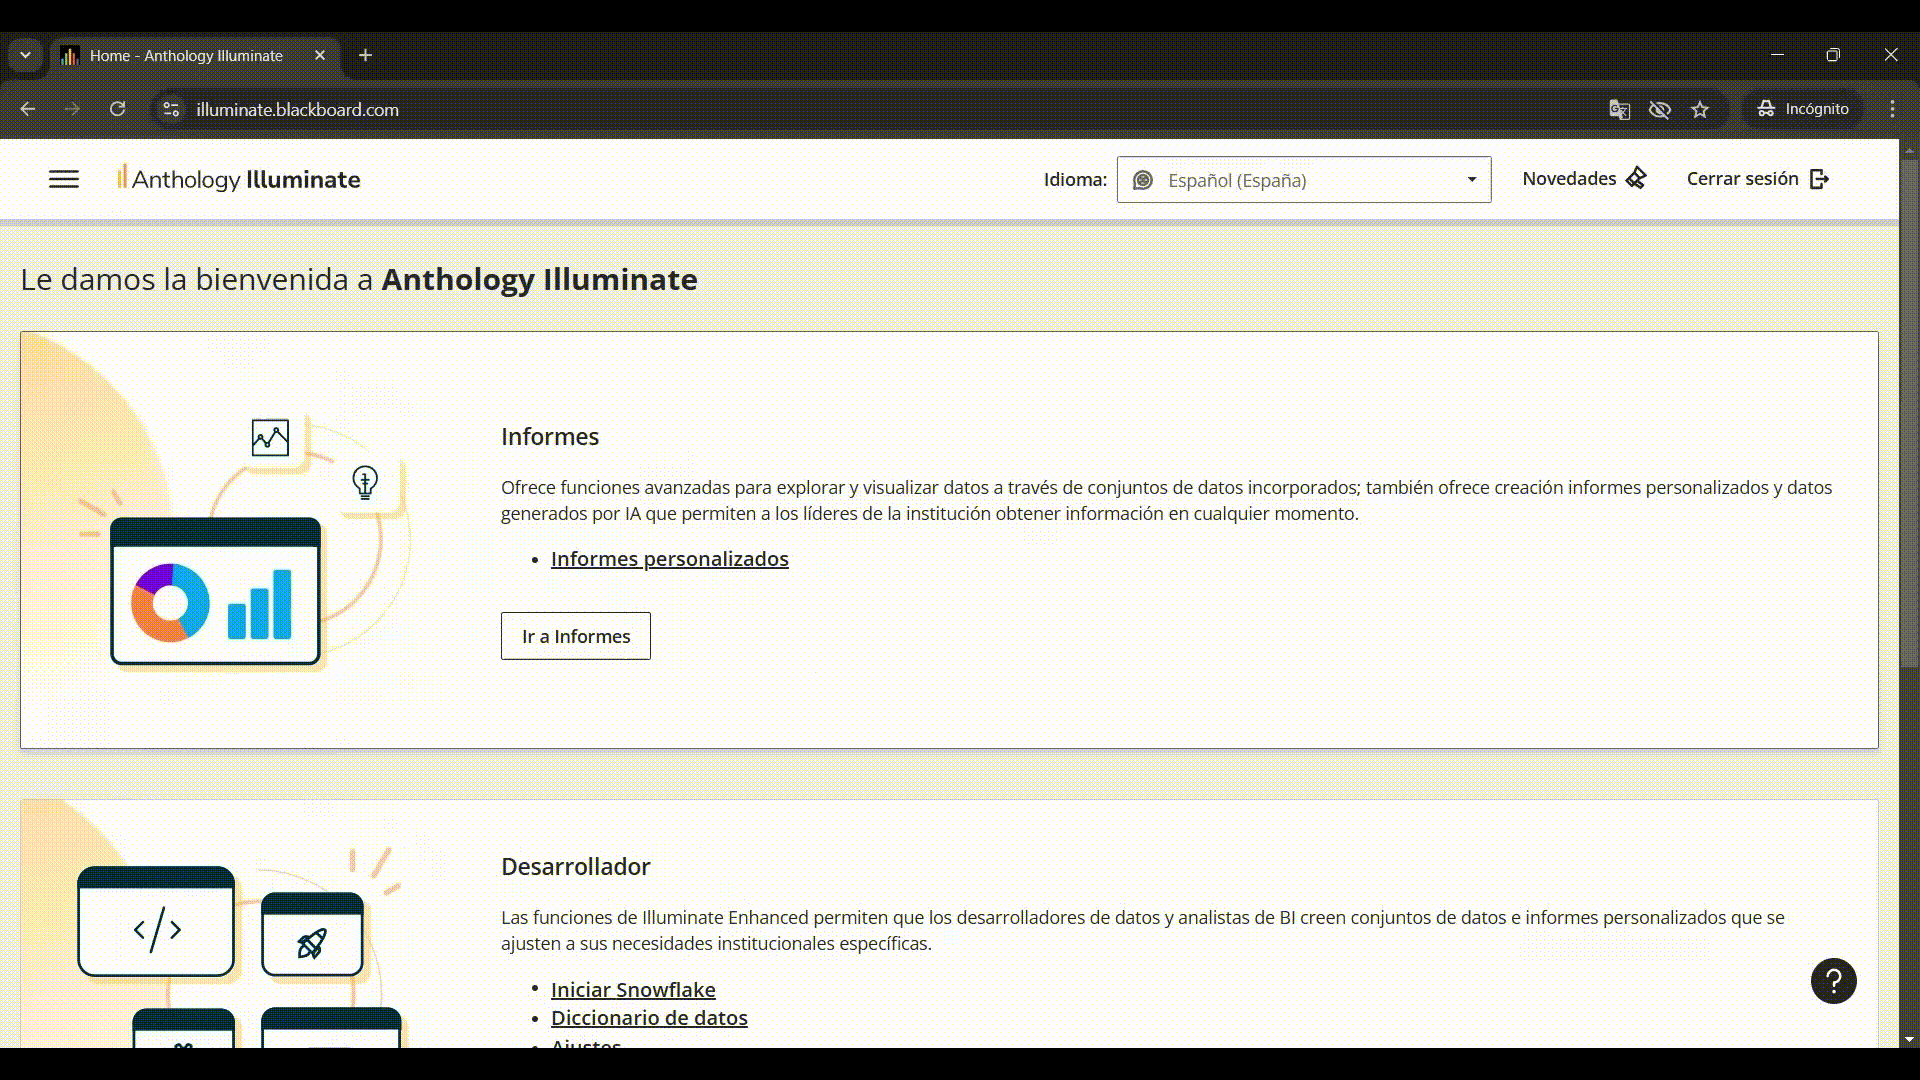 Home - Anthology Illuminate
illuminate.blackboard.com
Incógnito
Anthology Illuminate
Idioma:
Español (España)
Novedades
Cerrar sesión
Le damos la bienvenida a Anthology Illuminate
Informes
Ofrece funciones avanzadas para explorar y visualizar datos a través de conjuntos de datos incorporados; también ofrece creación informes personalizados y datos
generados por IA que permiten a los líderes de la institución obtener información en cualquier momento.
• Informes personalizados
Ir a Informes
Desarrollador
Las funciones de Illuminate Enhanced permiten que los desarrolladores de datos y analistas de BI creen conjuntos de datos e informes personalizados que se
ajusten a sus necesidades institucionales específicas.
</>
• Iniciar Snowflake
• Diccionario de datos
• Ajustes
?